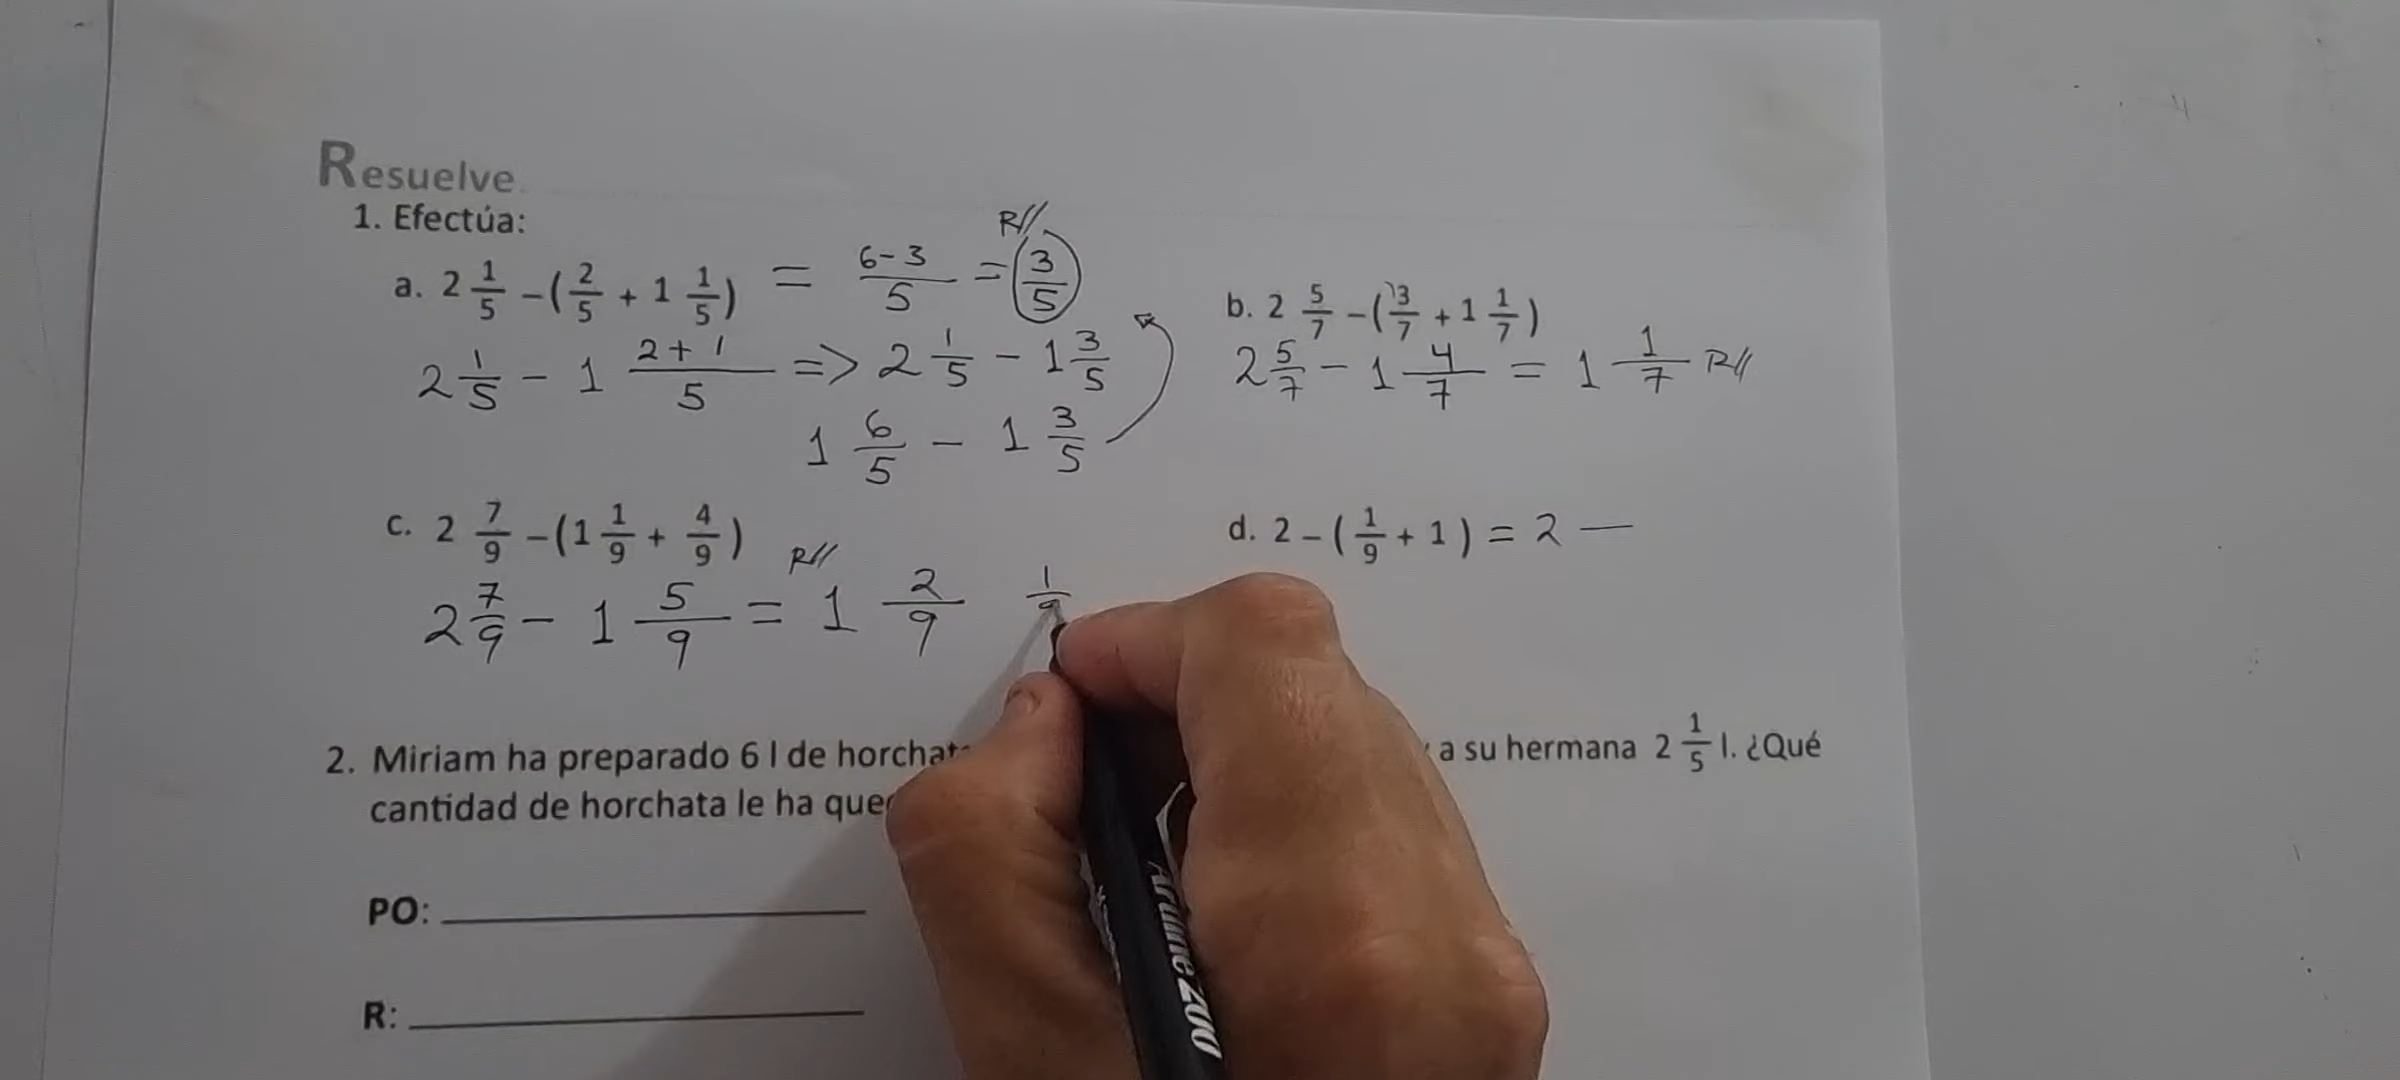 Resuelve.
1. Efectúa:
a. 2 1/5 - (2/5 + 1 1/5) = 6-3/5 = 3/5 R//
2 1/5 - 1 2+1/5 => 2 1/5 - 1 3/5
1 6/5 - 1 3/5
b. 2 5/7 - (3/7 + 1 1/7)
2 5/7 - 1 4/7 = 1 1/7 R//
c. 2 7/9 - (1 1/9 + 4/9)
2 7/9 - 1 5/9 = 1 2/9 R//
1/9
d. 2 - (1/9 + 1) = 2 —
2. Miriam ha preparado 6 l de a su hermana 2 1/5 l. ¿Qué
cantidad de horchata le ha
PO:
R:
Acriline 200